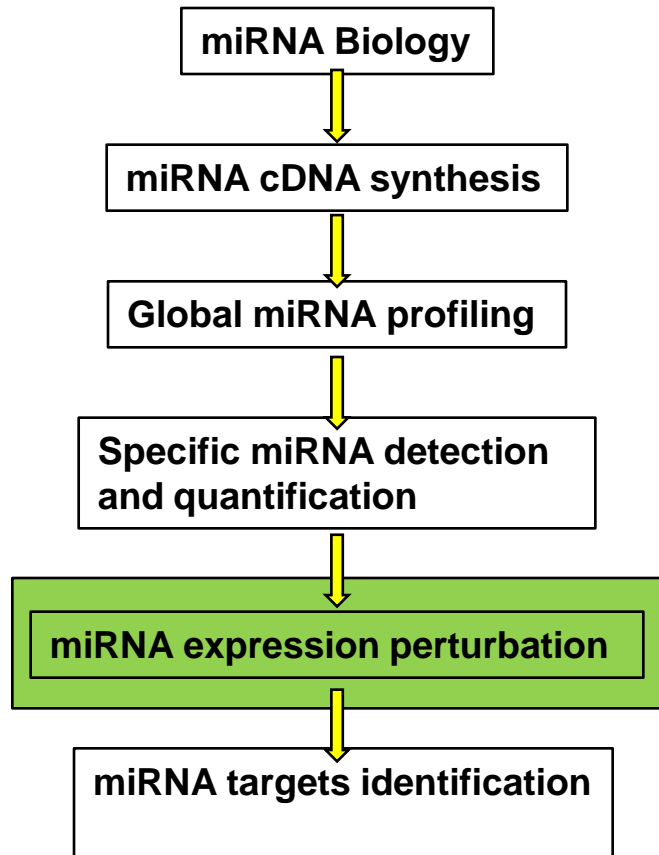 miRNA Biology
miRNA cDNA synthesis
Global miRNA profiling
Specific miRNA detection
and quantification
miRNA expression perturbation
miRNA targets identification